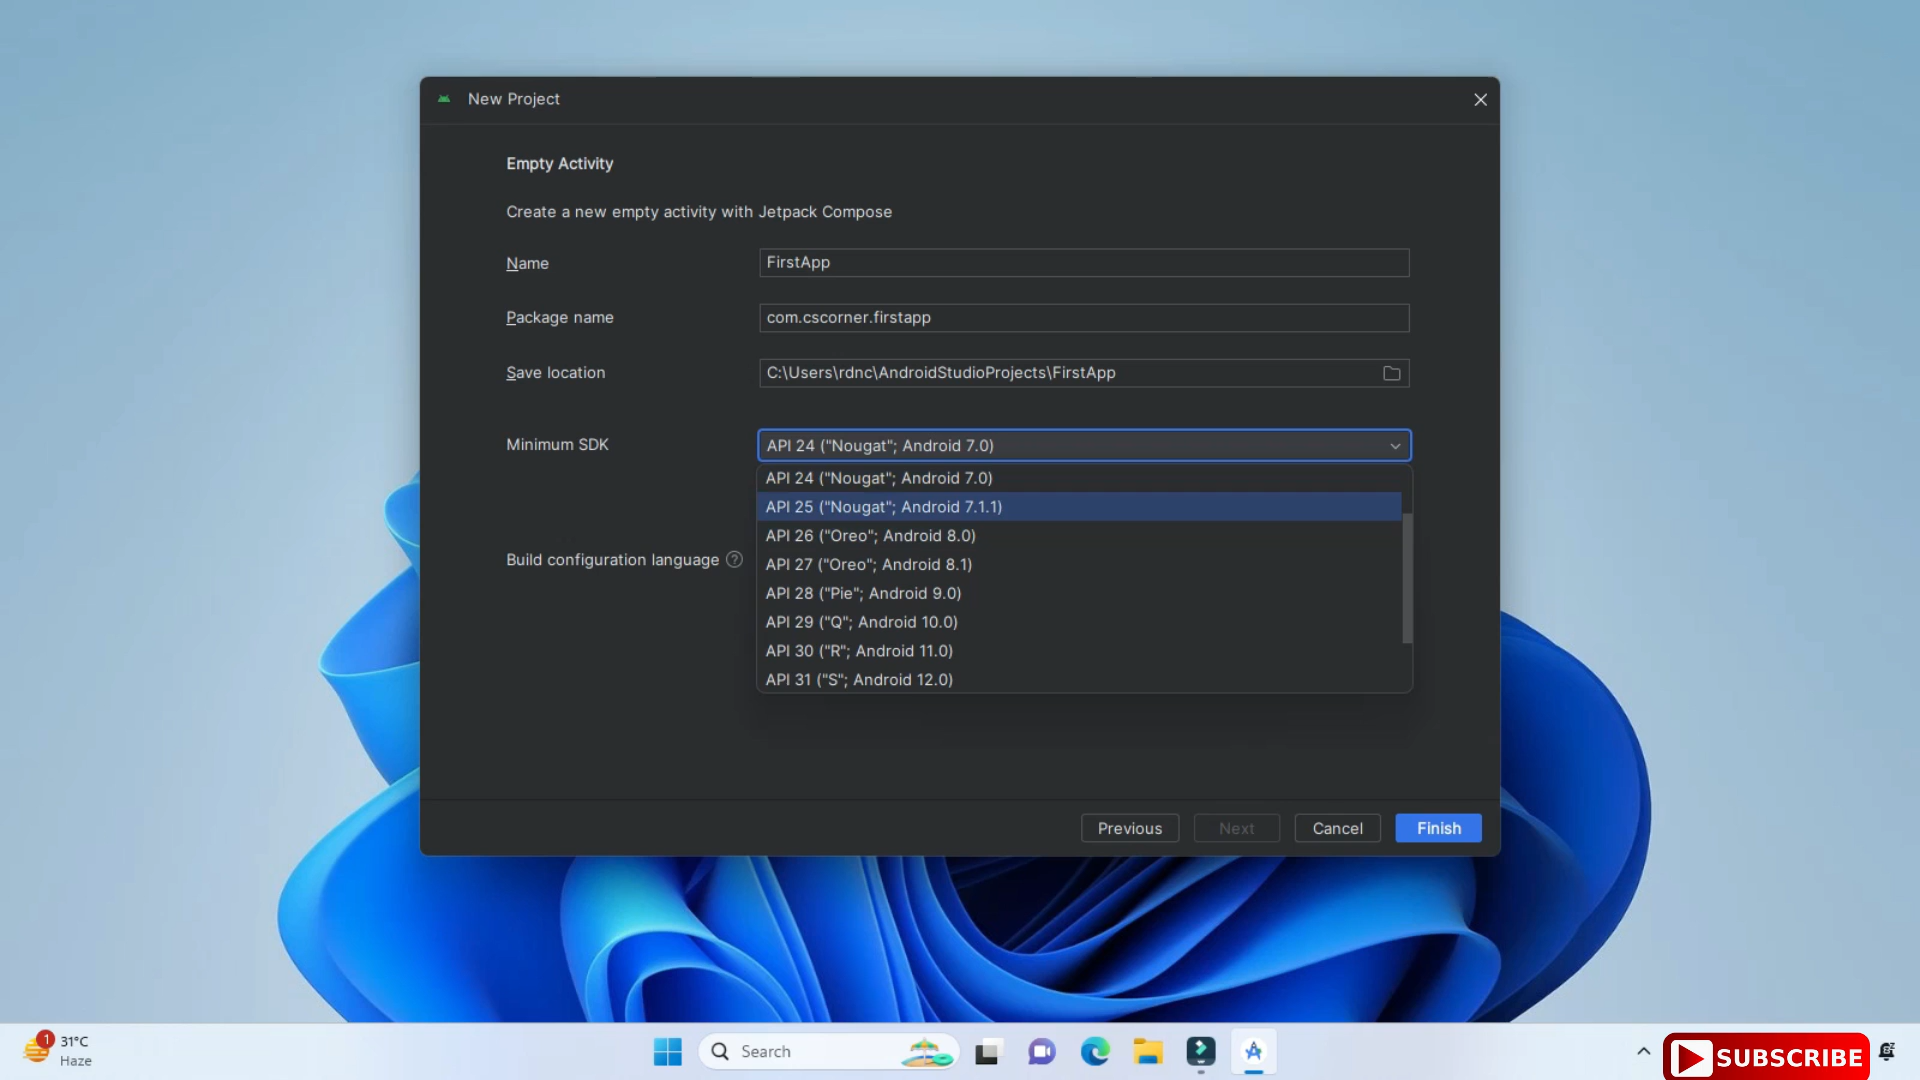 New Project
Empty Activity
Create a new empty activity with Jetpack Compose
Name
FirstApp
Package name
com.cscorner.firstapp
Save location
C:\Users\rdnc\AndroidStudioProjects\FirstApp
Minimum SDK
API 24 ("Nougat"; Android 7.0)
API 24 ("Nougat"; Android 7.0)
API 25 ("Nougat"; Android 7.1.1)
API 26 ("Oreo"; Android 8.0)
Build configuration language ?
API 27 ("Oreo"; Android 8.1)
API 28 ("Pie"; Android 9.0)
API 29 ("Q"; Android 10.0)
API 30 ("R"; Android 11.0)
API 31 ("S"; Android 12.0)
Previous
Next
Cancel
Finish
1
31°C
Haze
Search
SUBSCRIBE